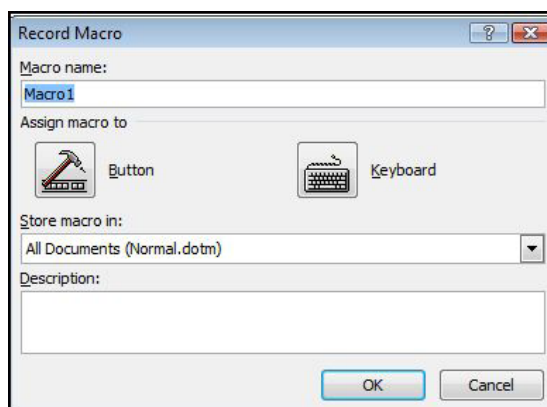 Record Macro
Macro name:
Macro1
Assign macro to
Button Keyboard
Store macro in:
All Documents (Normal.dotm)
Description:
OK Cancel